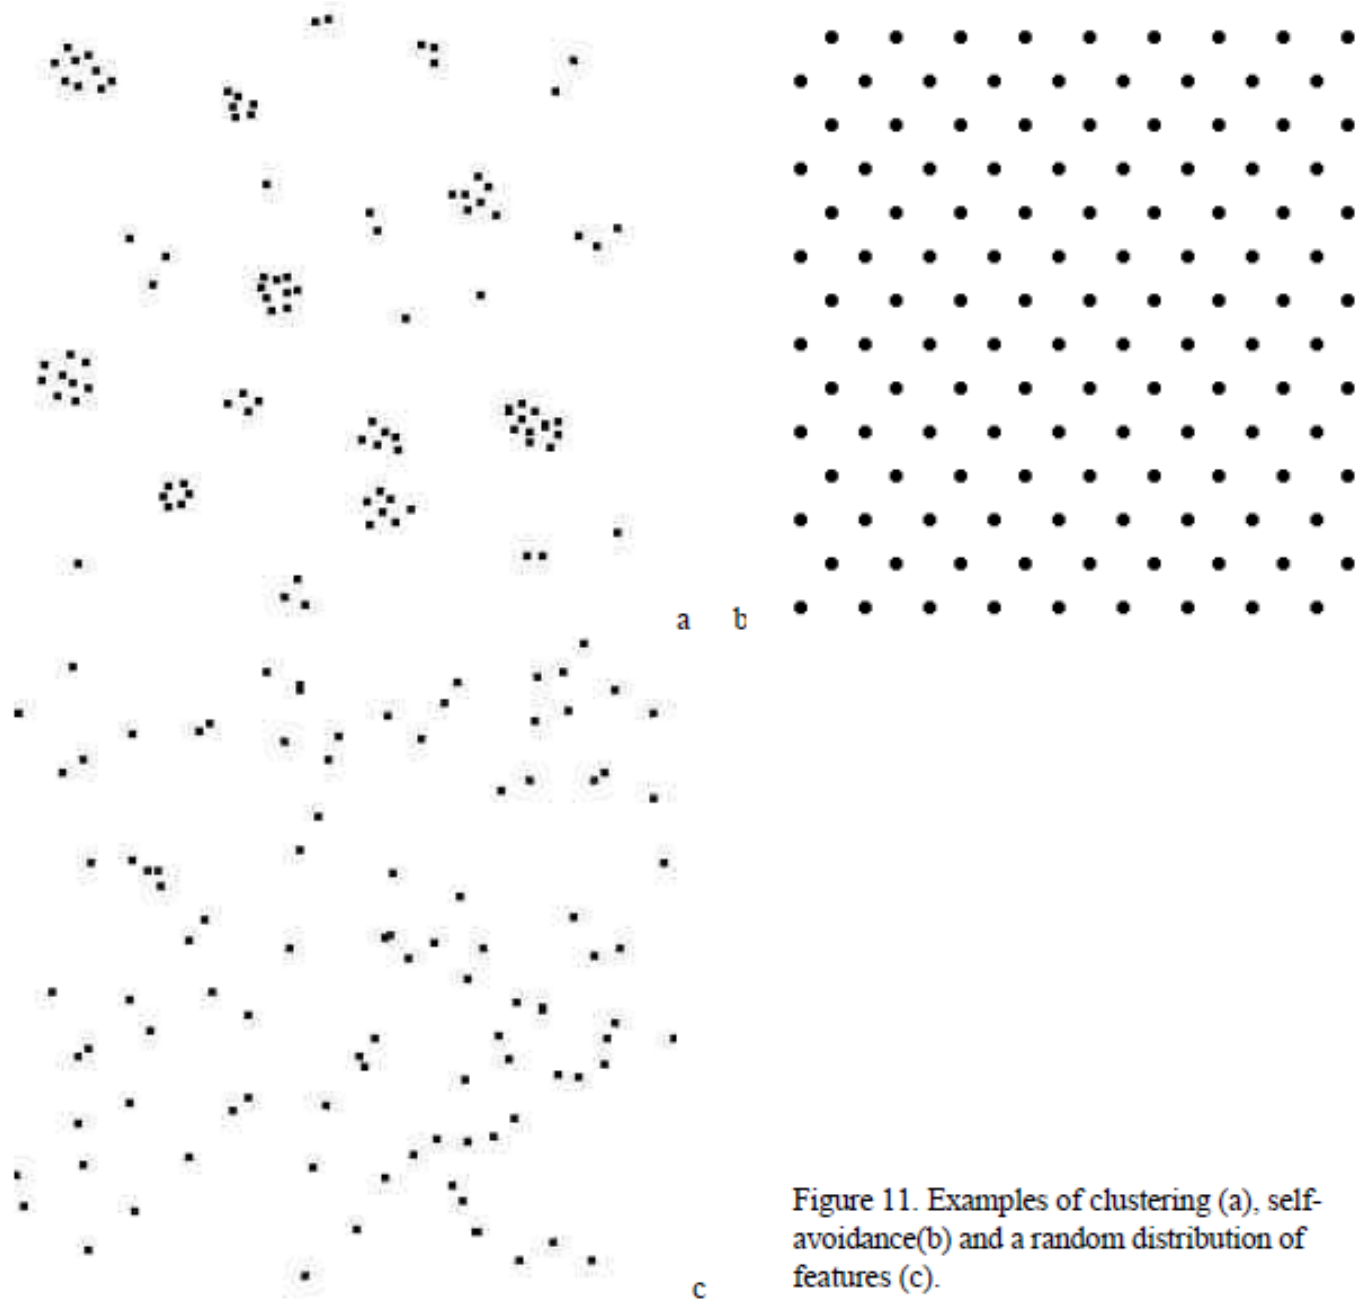 a b
c
Figure 11. Examples of clustering (a), self-
avoidance(b) and a random distribution of
features (c).